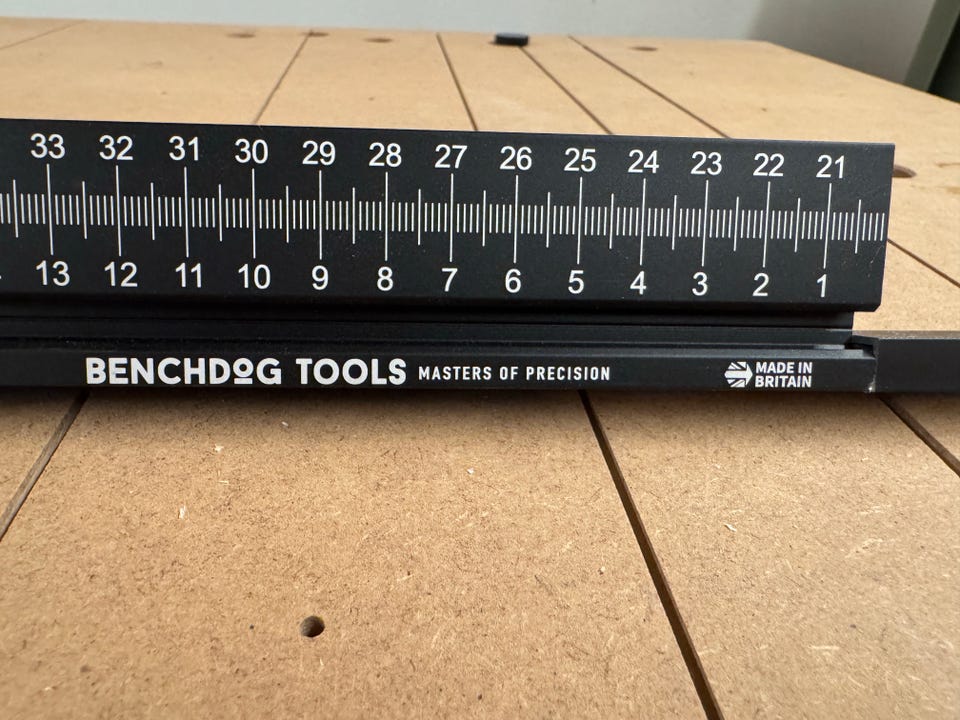 33 32 31 30 29 28 27 26 25 24 23 22 21
13 12 11 10 9 8 7 6 5 4 3 2 1
BENCHDOG TOOLS MASTERS OF PRECISION
MADE IN
BRITAIN